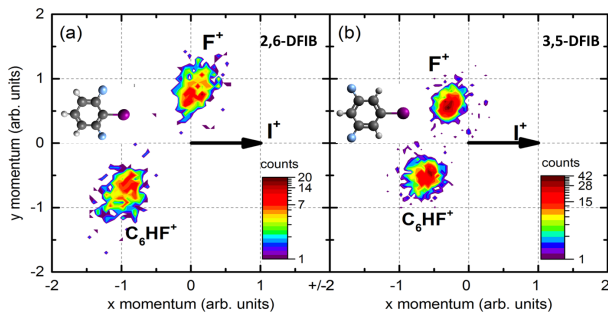 (a)
2,6-DFIB
F⁺
I⁺
C₆HF⁺
counts
20
14
7
1
(b)
3,5-DFIB
F⁺
I⁺
C₆HF⁺
counts
42
28
15
1
2
1
0
-1
-2
y momentum (arb. units)
-2 -1 0 1 +/-2 -1 0 1 2
x momentum (arb. units) x momentum (arb. units)